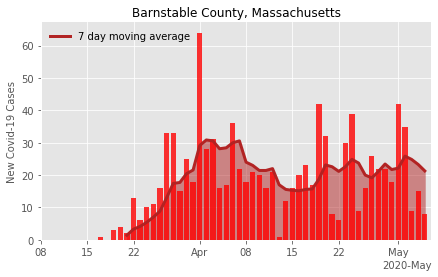 Barnstable County, Massachusetts
7 day moving average
New Covid-19 Cases
60
50
40
30
20
10
0
08
15
22
Apr
08
15
22
May
2020-May